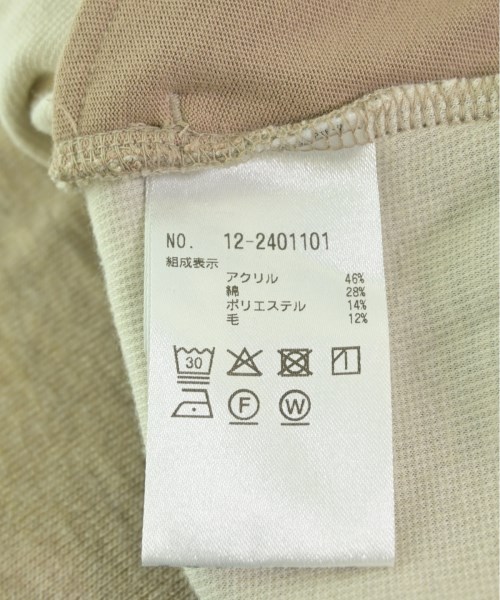 NO. 12-2401101
組成表示
アクリル 46%
綿 28%
ポリエステル 14%
毛 12%
30
F W